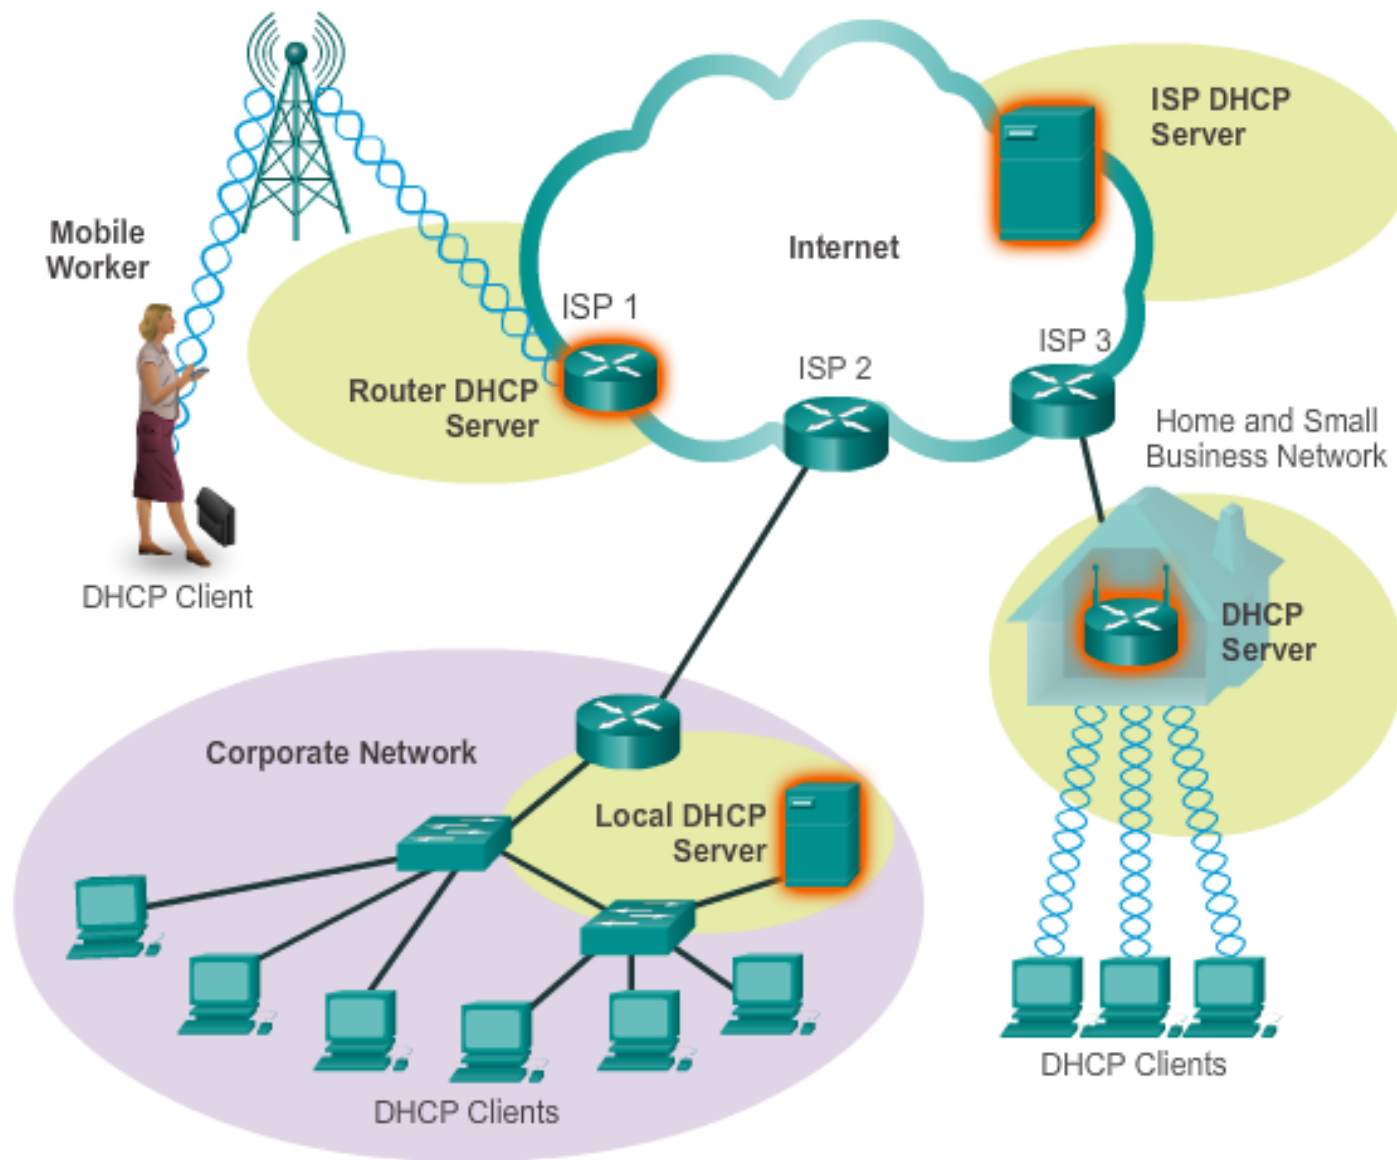 ISP DHCP
Server
Mobile
Worker
Internet
ISP 1
ISP 3
ISP 2
Router DHCP
Server
Home and Small
Business Network
DHCP Client
DHCP
Server
Corporate Network
Local DHCP
Server
DHCP Clients
DHCP Clients